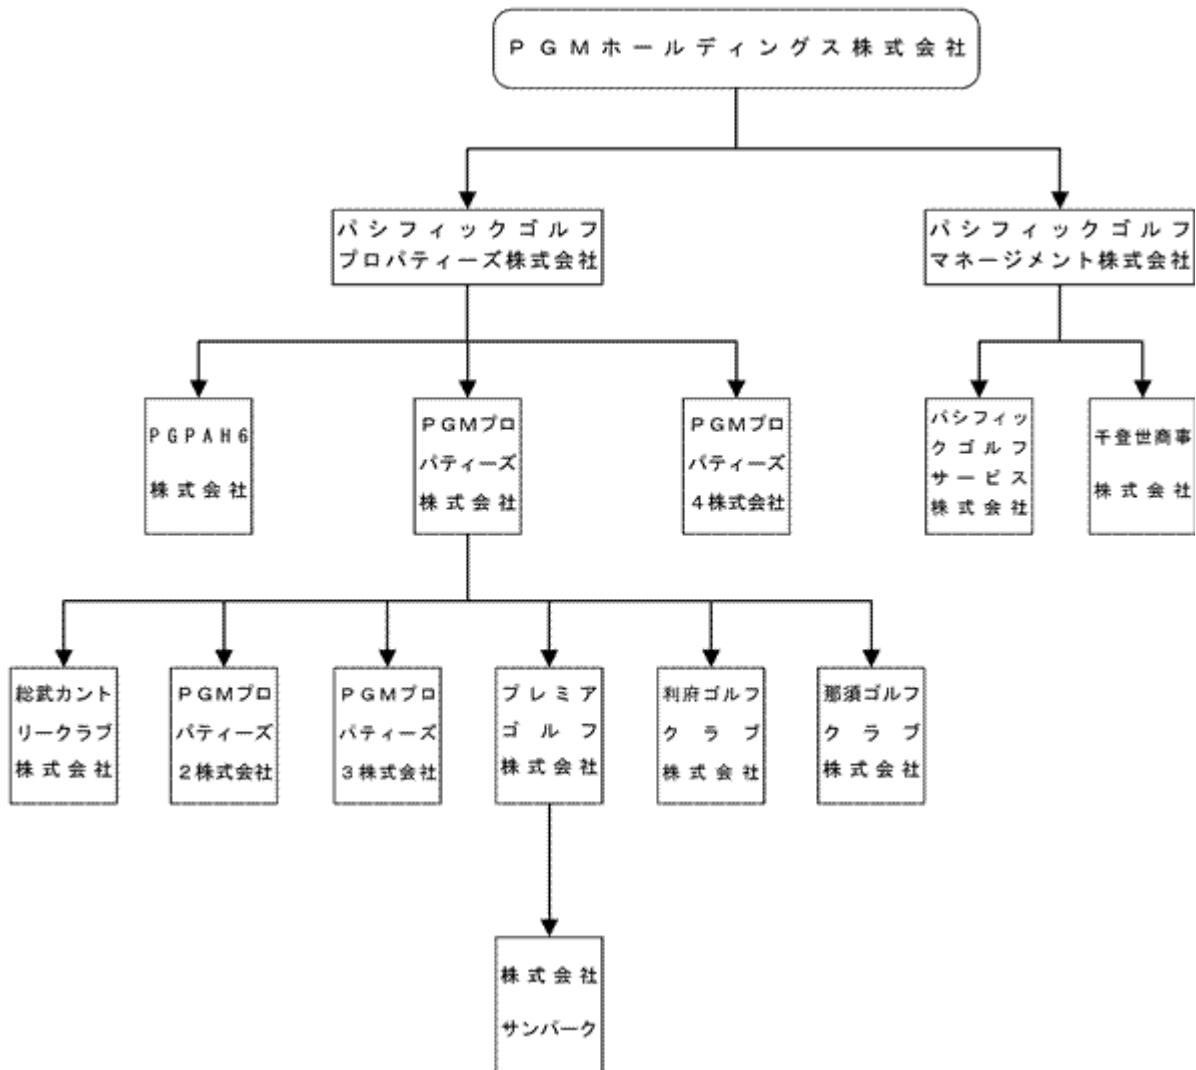 PGMホールディングス株式会社
パシフィックゴルフ
プロパティーズ株式会社
パシフィックゴルフ
マネージメント株式会社
PGPAH6
株式会社
PGMプロ
パティーズ
株式会社
PGMプロ
パティーズ
4株式会社
パシフィッ
クゴルフ
サービス
株式会社
千登世商事
株式会社
総武カント
リークラブ
株式会社
PGMプロ
パティーズ
2株式会社
PGMプロ
パティーズ
3株式会社
プレミア
ゴルフ
株式会社
利府ゴルフ
クラブ
株式会社
那須ゴルフ
クラブ
株式会社
株式会社
サンパーク